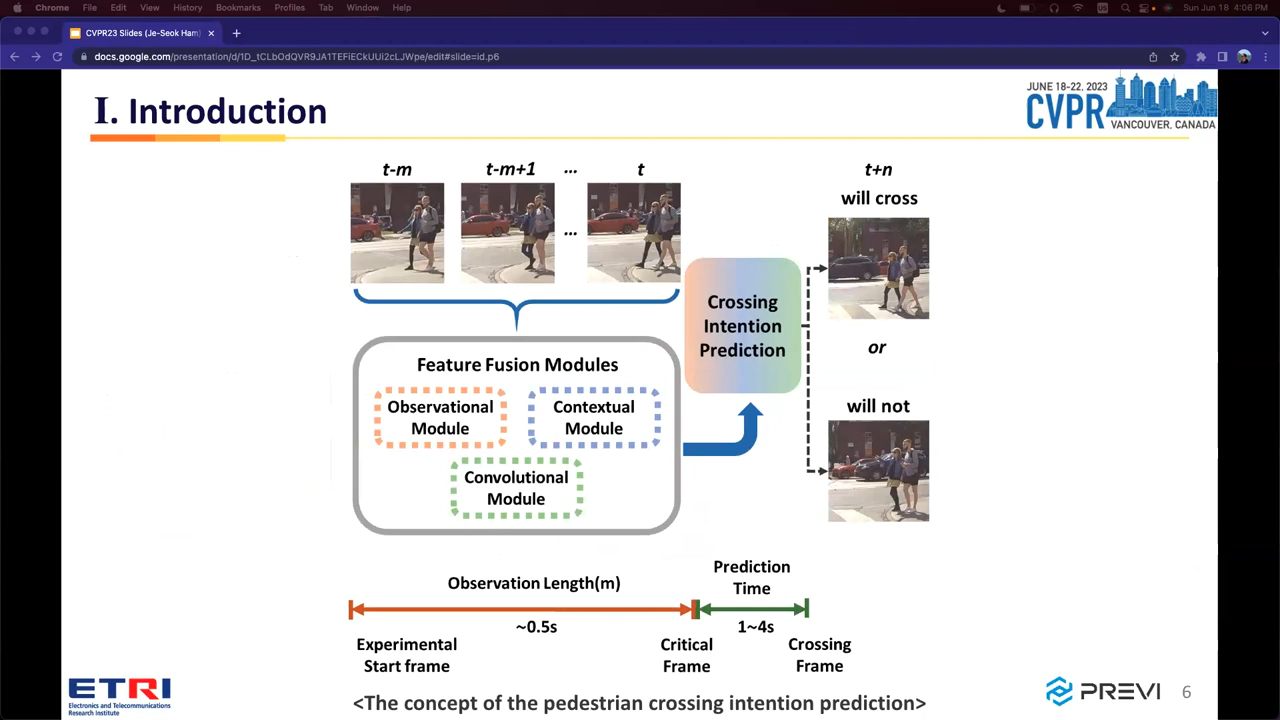 Chrome File Edit View History Bookmarks Profiles Tab Window Help
Sun Jun 18 4:06 PM
CVPR23 Slides (Je-Seok Ham)
docs.google.com/presentation/d/1D_tCLbOdQVR9JA1TEFiECkUUi2cLJWpe/edit#slide=id.p6
I. Introduction
JUNE 18-22, 2023
CVPR
VANCOUVER, CANADA
t-m t-m+1 ... t
...
t+n
will cross
Crossing
Intention
Prediction
or
will not
Feature Fusion Modules
Observational
Module
Contextual
Module
Convolutional
Module
Observation Length(m)
Prediction
Time
~0.5s
1~4s
Experimental
Start frame
Critical
Frame
Crossing
Frame
ETRI
Electronics and Telecommunications
Research Institute
<The concept of the pedestrian crossing intention prediction>
PREVI
6